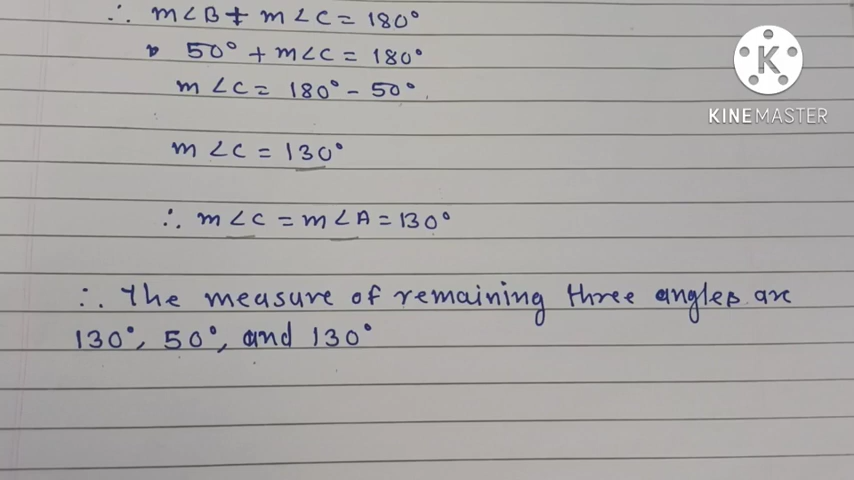 ∴ m∠B + m∠C = 180°
50° + m∠C = 180°
m∠C = 180° - 50°
m∠C = 130°
∴ m∠C = m∠A = 130°
∴ The measure of remaining three angles are
130°, 50°, and 130°
K
KINEMASTER